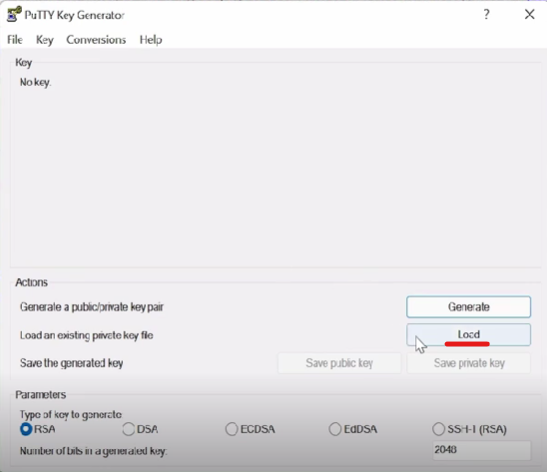 PuTTY Key Generator
?
File Key Conversions Help
Key
No key.
Actions
Generate a public/private key pair
Generate
Load an existing private key file
Load
Save the generated key
Save public key
Save private key
Parameters
Type of key to generate
RSA DSA ECDSA EdDSA SSH-1 (RSA)
Number of bits in a generated key:
2048